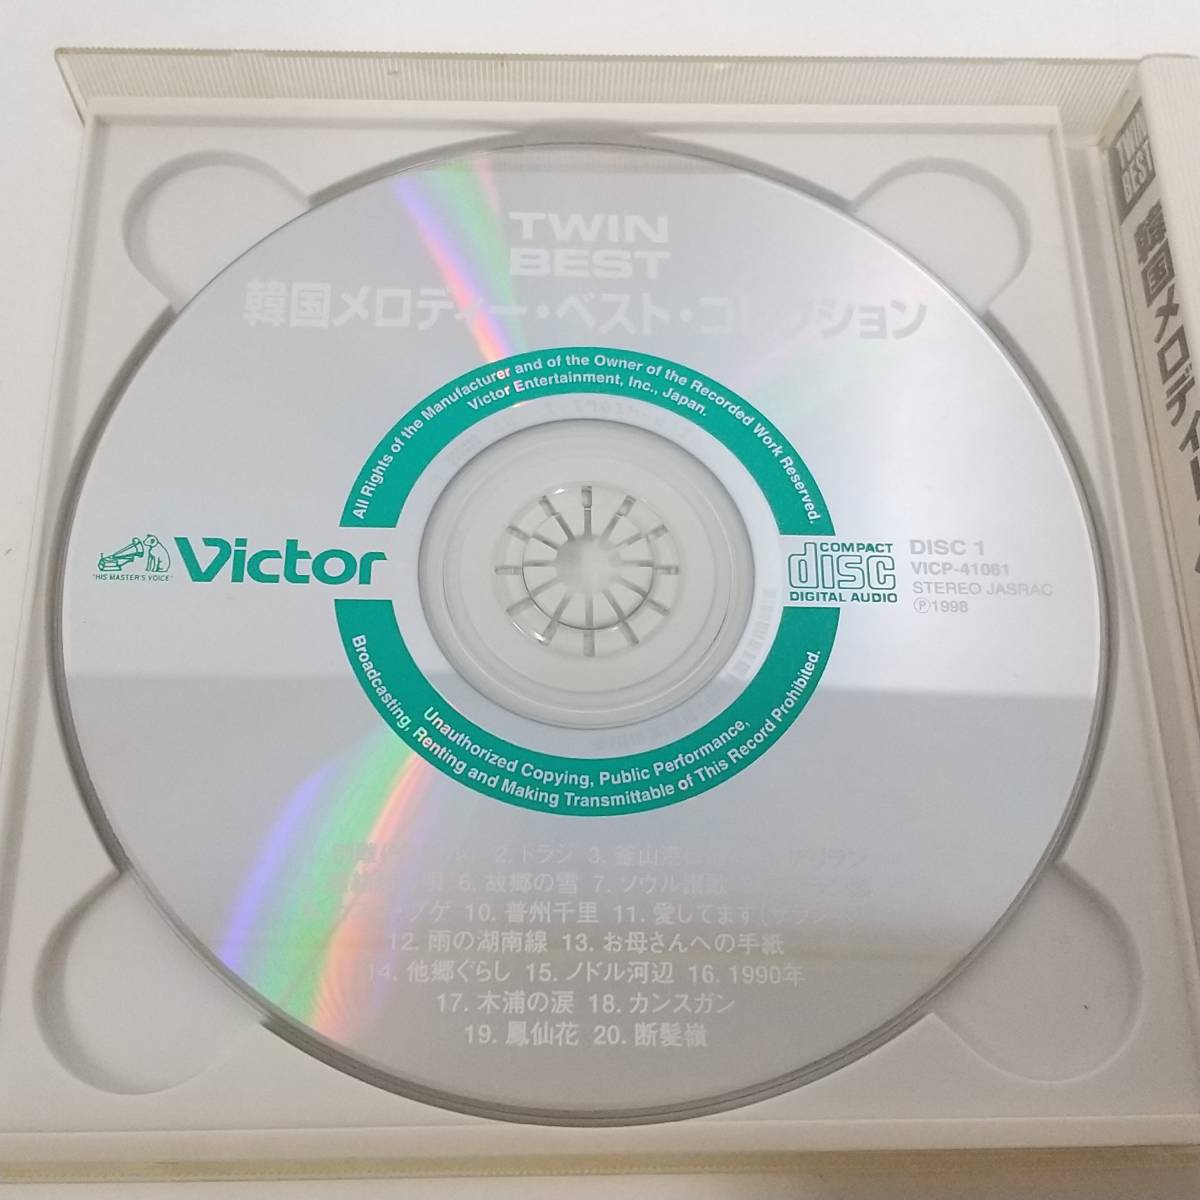 TWIN
BEST
韓国メロディー・ベスト・コレクション
All Rights of the Manufacturer and of the Owner of the Recorded Work Reserved.
Victor Entertainment, Inc., Japan.
"HIS MASTER'S VOICE"
Victor
COMPACT
disc
DIGITAL AUDIO
DISC 1
VICP-41061
STEREO JASRAC
Ⓟ1998
Unauthorized Copying, Public Performance,
Broadcasting, Renting and Making Transmittable of This Record Prohibited.
2. トラジ 3. 釜山港
唄 6. 故郷の雪 7. ソウル讃歌
10. 普州千里 11. 愛してます
12. 雨の湖南線 13. お母さんへの手紙
14. 他郷ぐらし 15. ノドル河辺 16. 1990年
17. 木浦の涙 18. カンスガン
19. 鳳仙花 20. 断髪嶺
TWIN
BEST
韓国メロディー